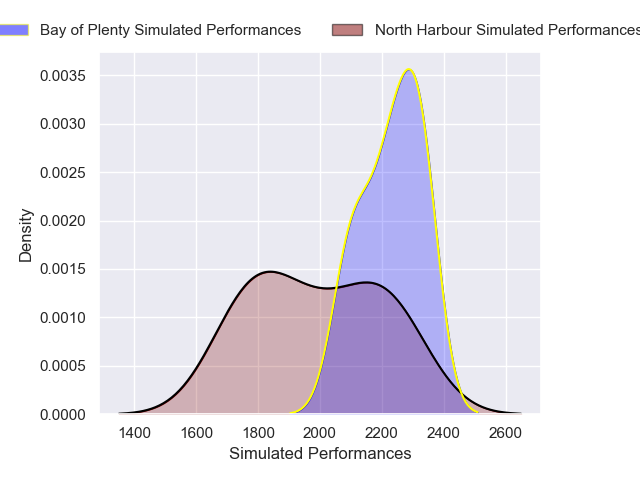 Bay of Plenty Simulated Performances North Harbour Simulated Performances
0.0035
0.0030
0.0025
0.0020
0.0015
0.0010
0.0005
0.0000
Density
1400 1600 1800 2000 2200 2400 2600
Simulated Performances